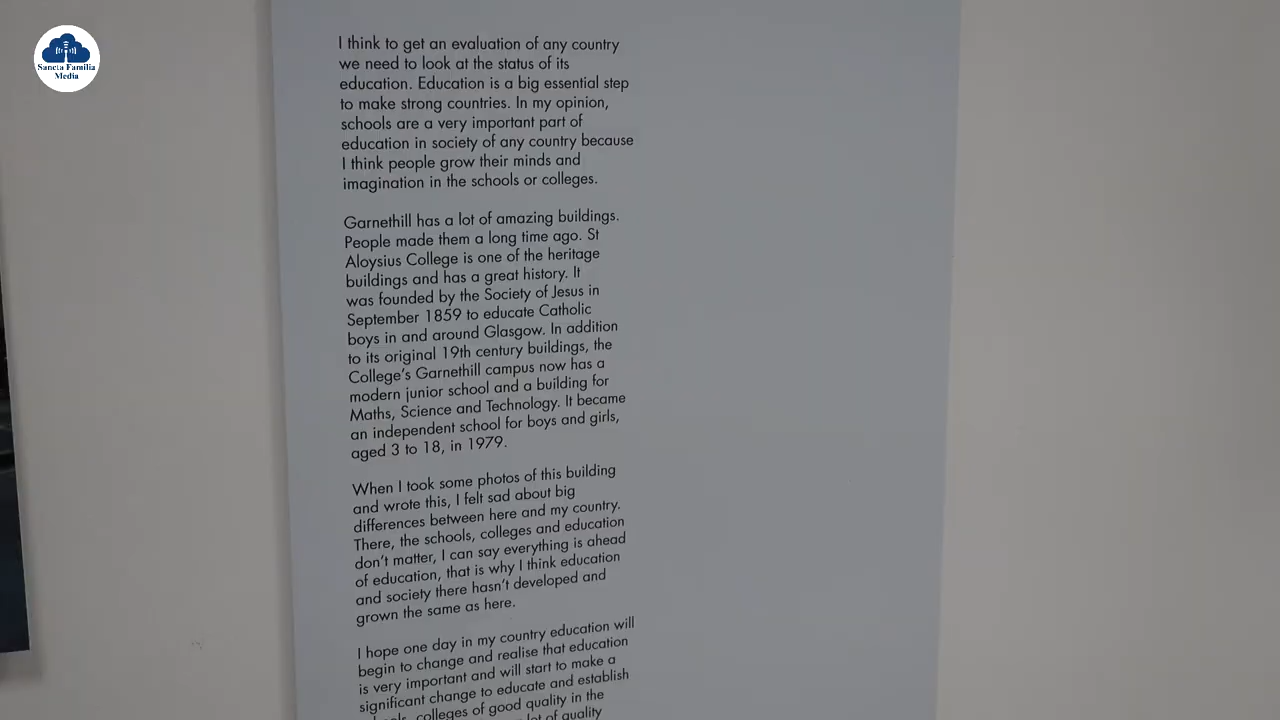 Sancta Familia
Media
I think to get an evaluation of any country
we need to look at the status of its
education. Education is a big essential step
to make strong countries. In my opinion,
schools are a very important part of
education in society of any country because
I think people grow their minds and
imagination in the schools or colleges.
Garnethill has a lot of amazing buildings.
People made them a long time ago. St
Aloysius College is one of the heritage
buildings and has a great history. It
was founded by the Society of Jesus in
September 1859 to educate Catholic
boys in and around Glasgow. In addition
to its original 19th century buildings, the
College's Garnethill campus now has a
modern junior school and a building for
Maths, Science and Technology. It became
an independent school for boys and girls,
aged 3 to 18, in 1979.
When I took some photos of this building
and wrote this, I felt sad about big
differences between here and my country.
There, the schools, colleges and education
don't matter, I can say everything is ahead
of education, that is why I think education
and society there hasn't developed and
grown the same as here.
I hope one day in my country education will
begin to change and realise that education
is very important and will start to make a
significant change to educate and establish
colleges of good quality in the
lot of quality